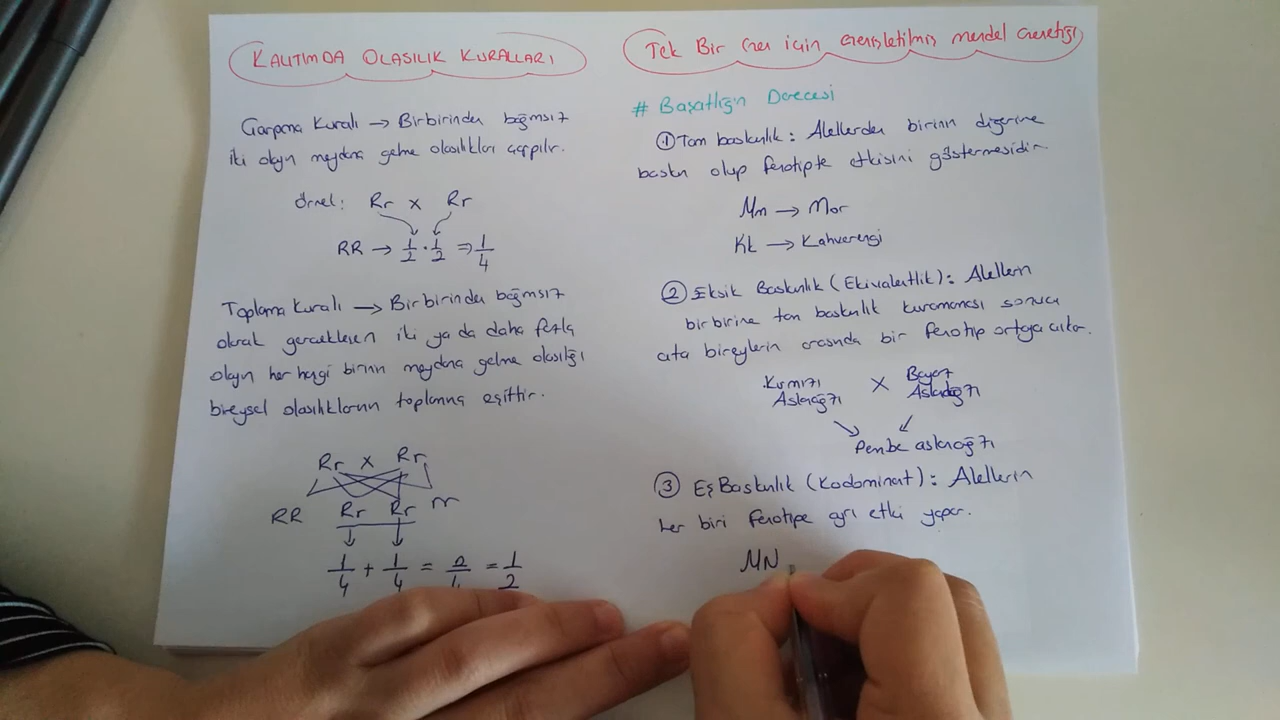 KALITIMDA OLASILIK KURALLARI
Çarpma Kuralı → Birbirinden bağımsız
iki olayın meydana gelme olasılıkları çarpılır.
Örnek: Rr x Rr
RR → 1/2 · 1/2 ⇒ 1/4
Toplama Kuralı → Birbirinden bağımsız
olarak gerçekleşen iki ya da daha fazla
olayın her hangi birinin meydana gelme olasılığı
bireysel olasılıklarının toplamına eşittir.
Rr x Rr
RR Rr Rr rr
1/4 + 1/4 = 2/4 = 1/2
Tek Bir Gen için Genişletilmiş mendel Genetiği
# Başatlığın Derecesi
① Tam baskınlık: Alellerden birinin diğerine
baskın olup fenotipte etkisini göstermesidir
Mm → Mor
Kk → Kahverengi
② Eksik Baskınlık (Ekivalentlik): Alellerin
birbirine tam baskınlık kuramaması sonucu
ata bireylerin arasında bir fenotip ortaya çıkar.
Kırmızı Aslanağzı X Beyaz Aslanağzı
Pembe aslanağzı
③ Eş Baskınlık (Kodominant): Alellerin
her biri fenotipe ayrı etki yapar.
MN